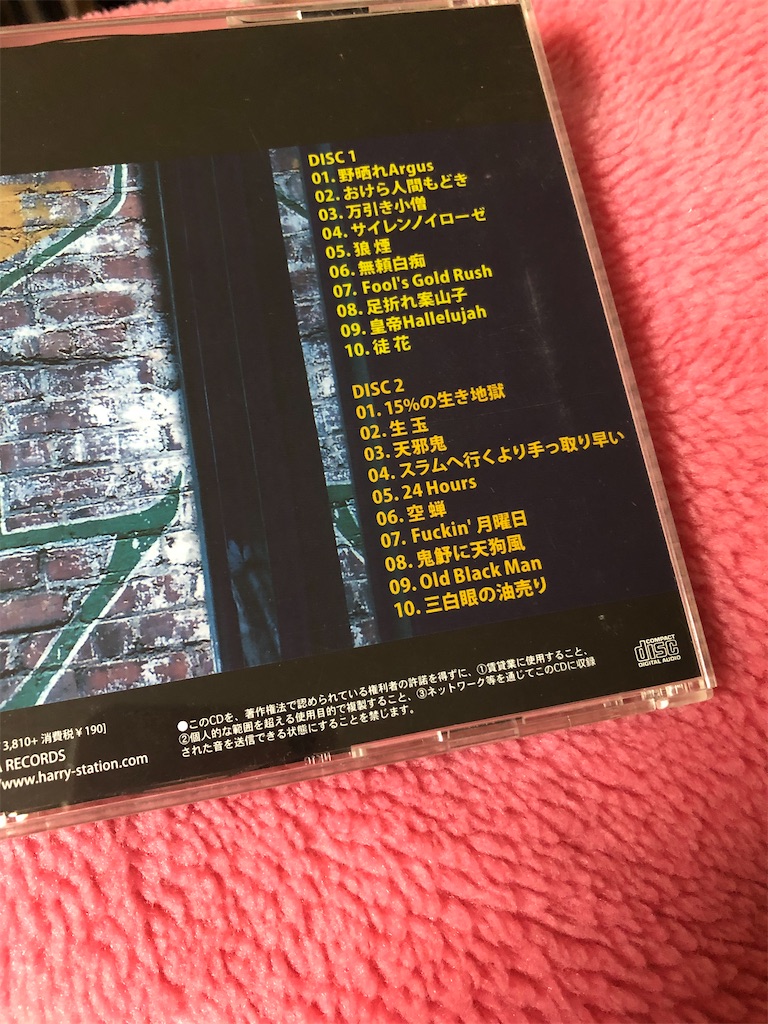 DISC 1
01. 野晒れArgus
02. おけら人間もどき
03. 万引き小僧
04. サイレンノイローゼ
05. 狼煙
06. 無頼白痴
07. Fool's Gold Rush
08. 足折れ案山子
09. 皇帝Hallelujah
10. 徒花
DISC 2
01. 15%の生き地獄
02. 生玉
03. 天邪鬼
04. スラムへ行くより手っ取り早い
05. 24 Hours
06. 空蝉
07. Fuckin' 月曜日
08. 鬼野に天狗風
09. Old Black Man
10. 三白眼の油売り
COMPACT
disc
DIGITAL AUDIO
3,810+ 消費税¥190]
RECORDS
www.harry-station.com
●このCDを、著作権法で認められている権利者の許諾を得ずに、①賃貸業に使用すること、
②個人的な範囲を超える使用目的で複製すること、③ネットワーク等を通じてこのCDに収録
された音を送信できる状態にすることを禁じます。